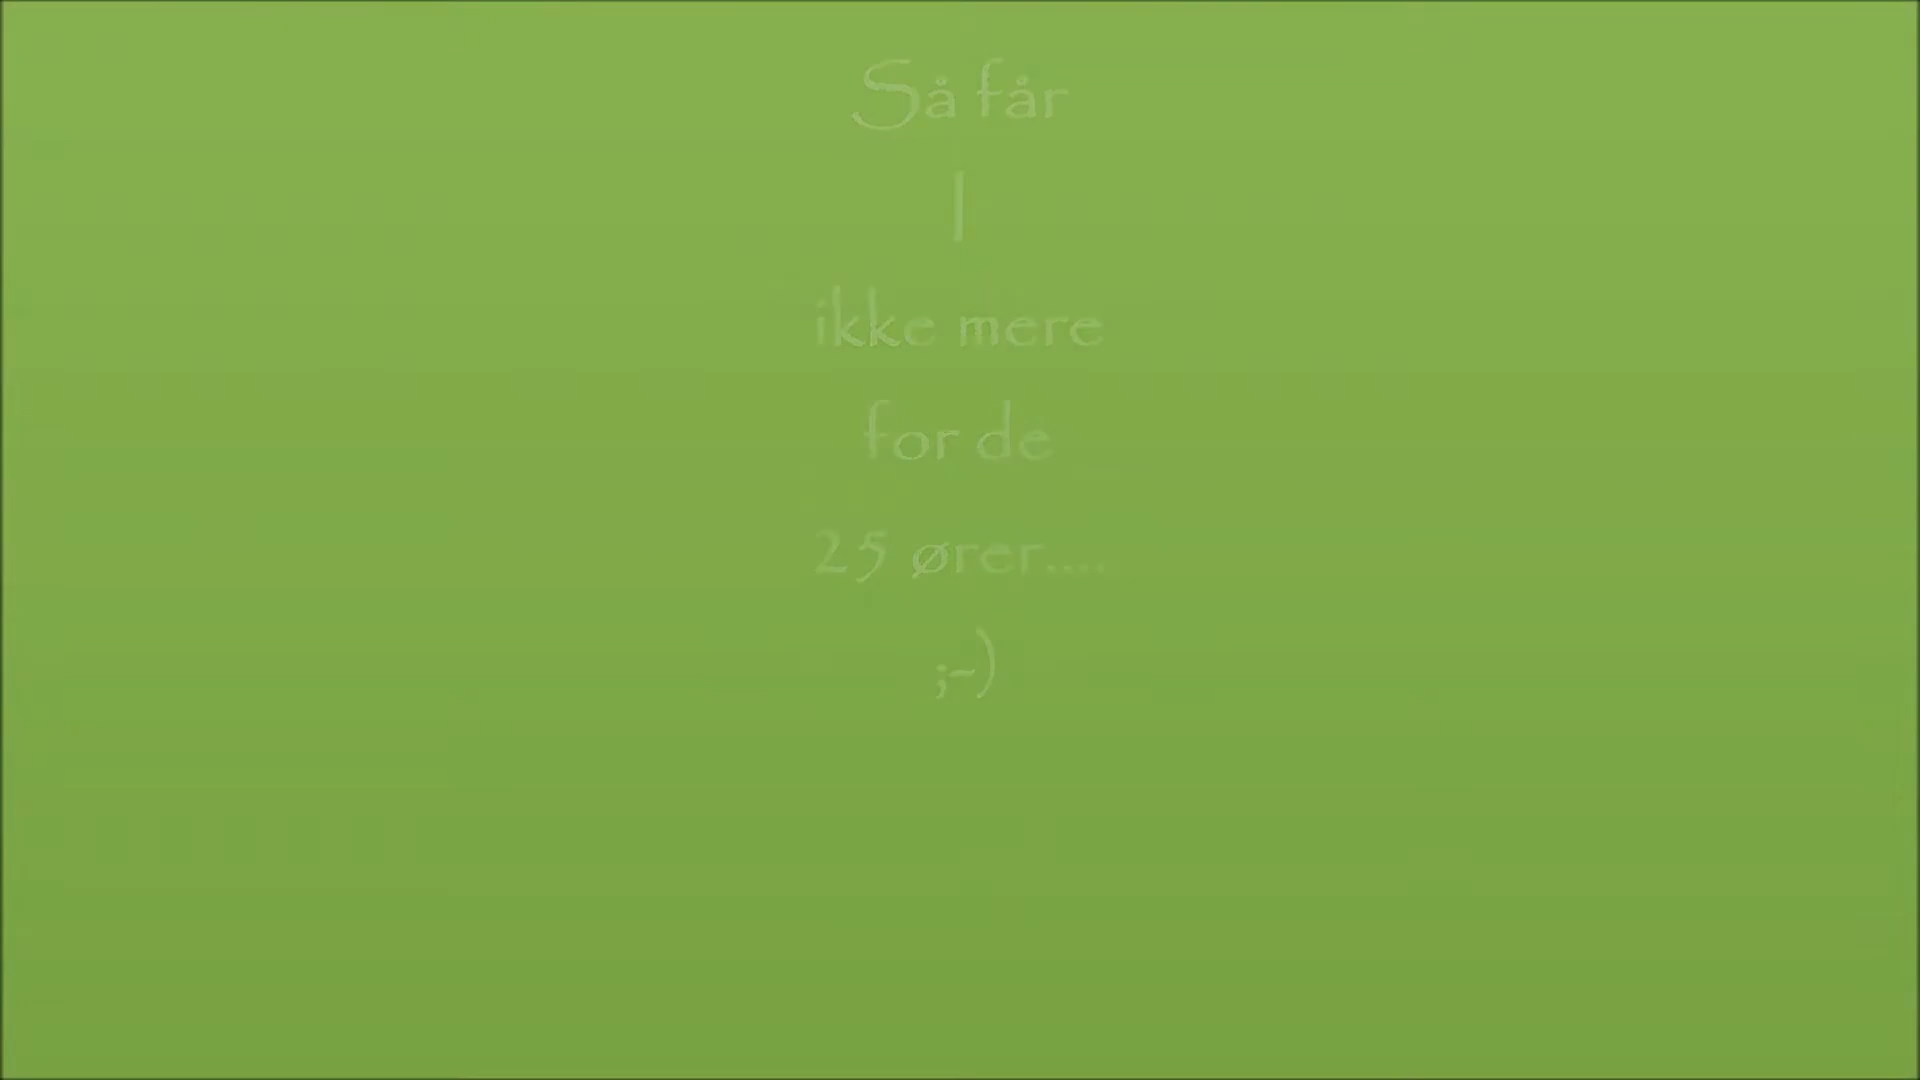 Så får
I
ikke mere
for de
25 ører....
;-)